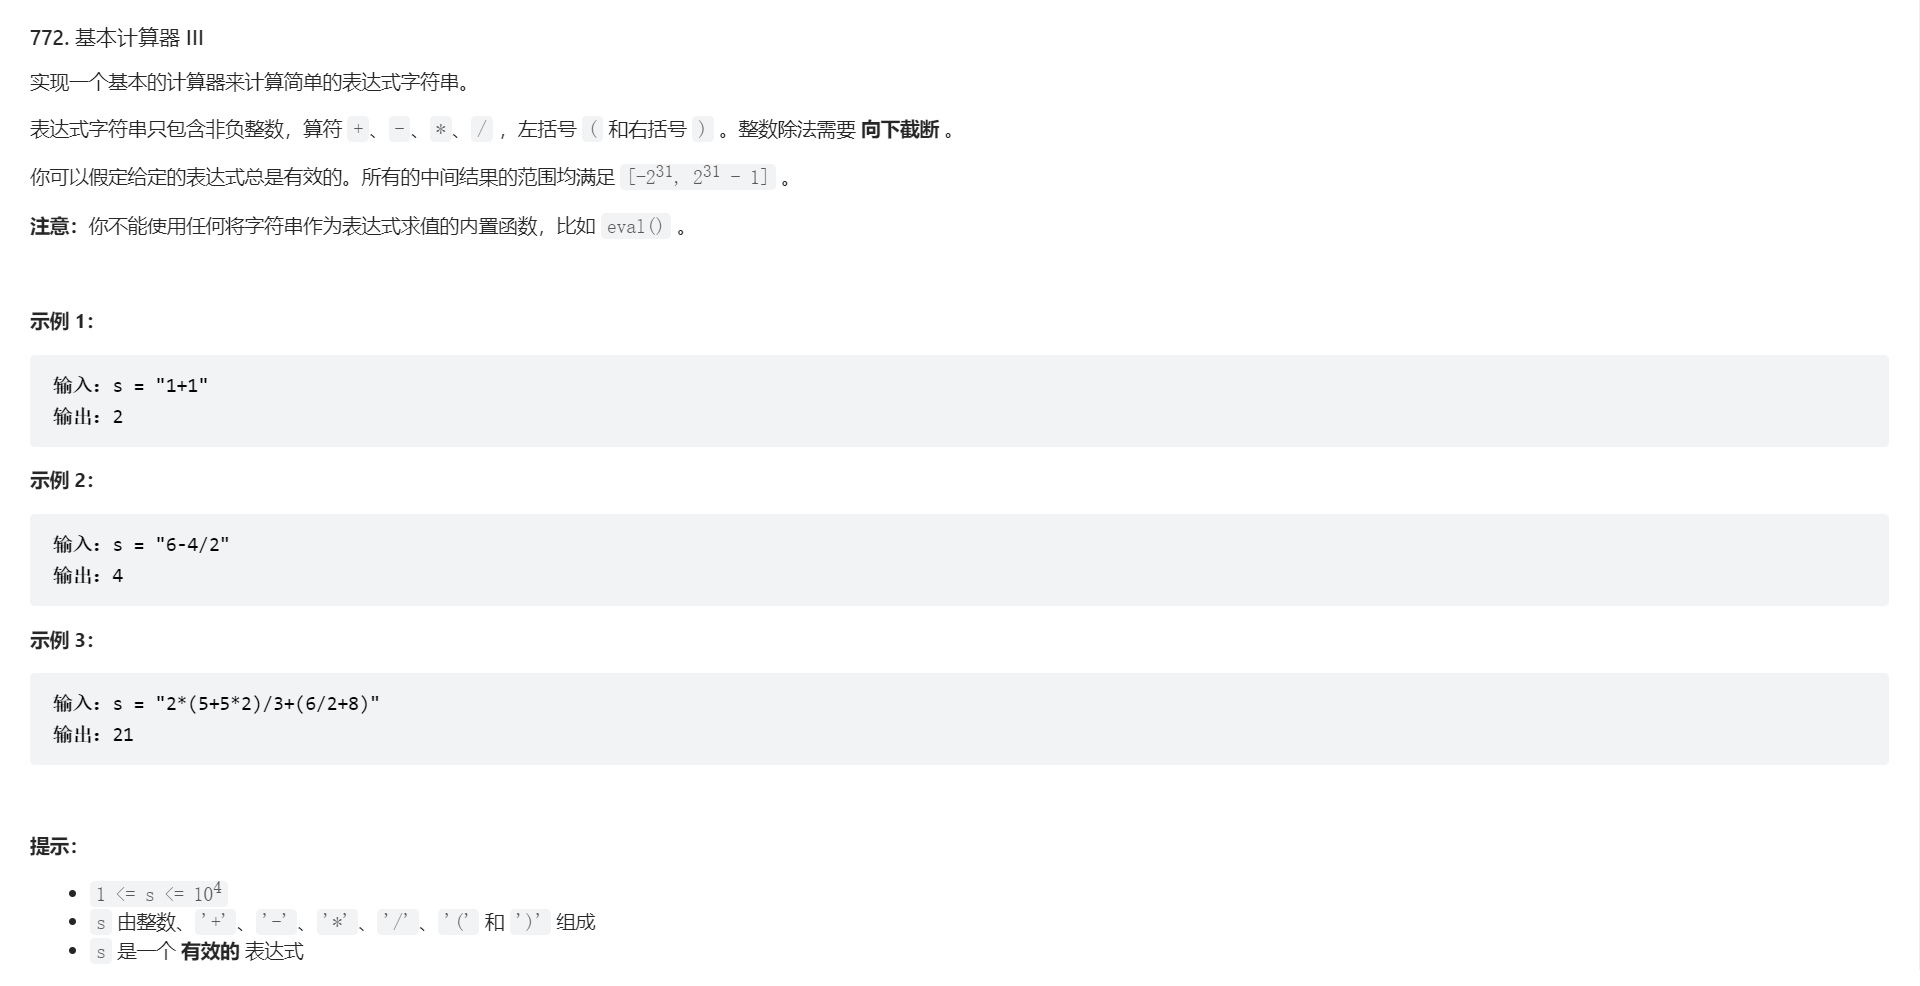 772. 基本计算器 III
实现一个基本的计算器来计算简单的表达式字符串。
表达式字符串只包含非负整数，算符 +、-、*、/ ，左括号 ( 和右括号 ) 。整数除法需要 向下截断 。
你可以假定给定的表达式总是有效的。所有的中间结果的范围均满足 [-2³¹, 2³¹ - 1] 。
注意：你不能使用任何将字符串作为表达式求值的内置函数，比如 eval() 。
示例 1：
输入：s = "1+1"
输出：2
示例 2：
输入：s = "6-4/2"
输出：4
示例 3：
输入：s = "2*(5+5*2)/3+(6/2+8)"
输出：21
提示：
• 1 <= s <= 10⁴
• s 由整数、'+'、'-'、'*'、'/'、'(' 和 ')' 组成
• s 是一个 有效的 表达式